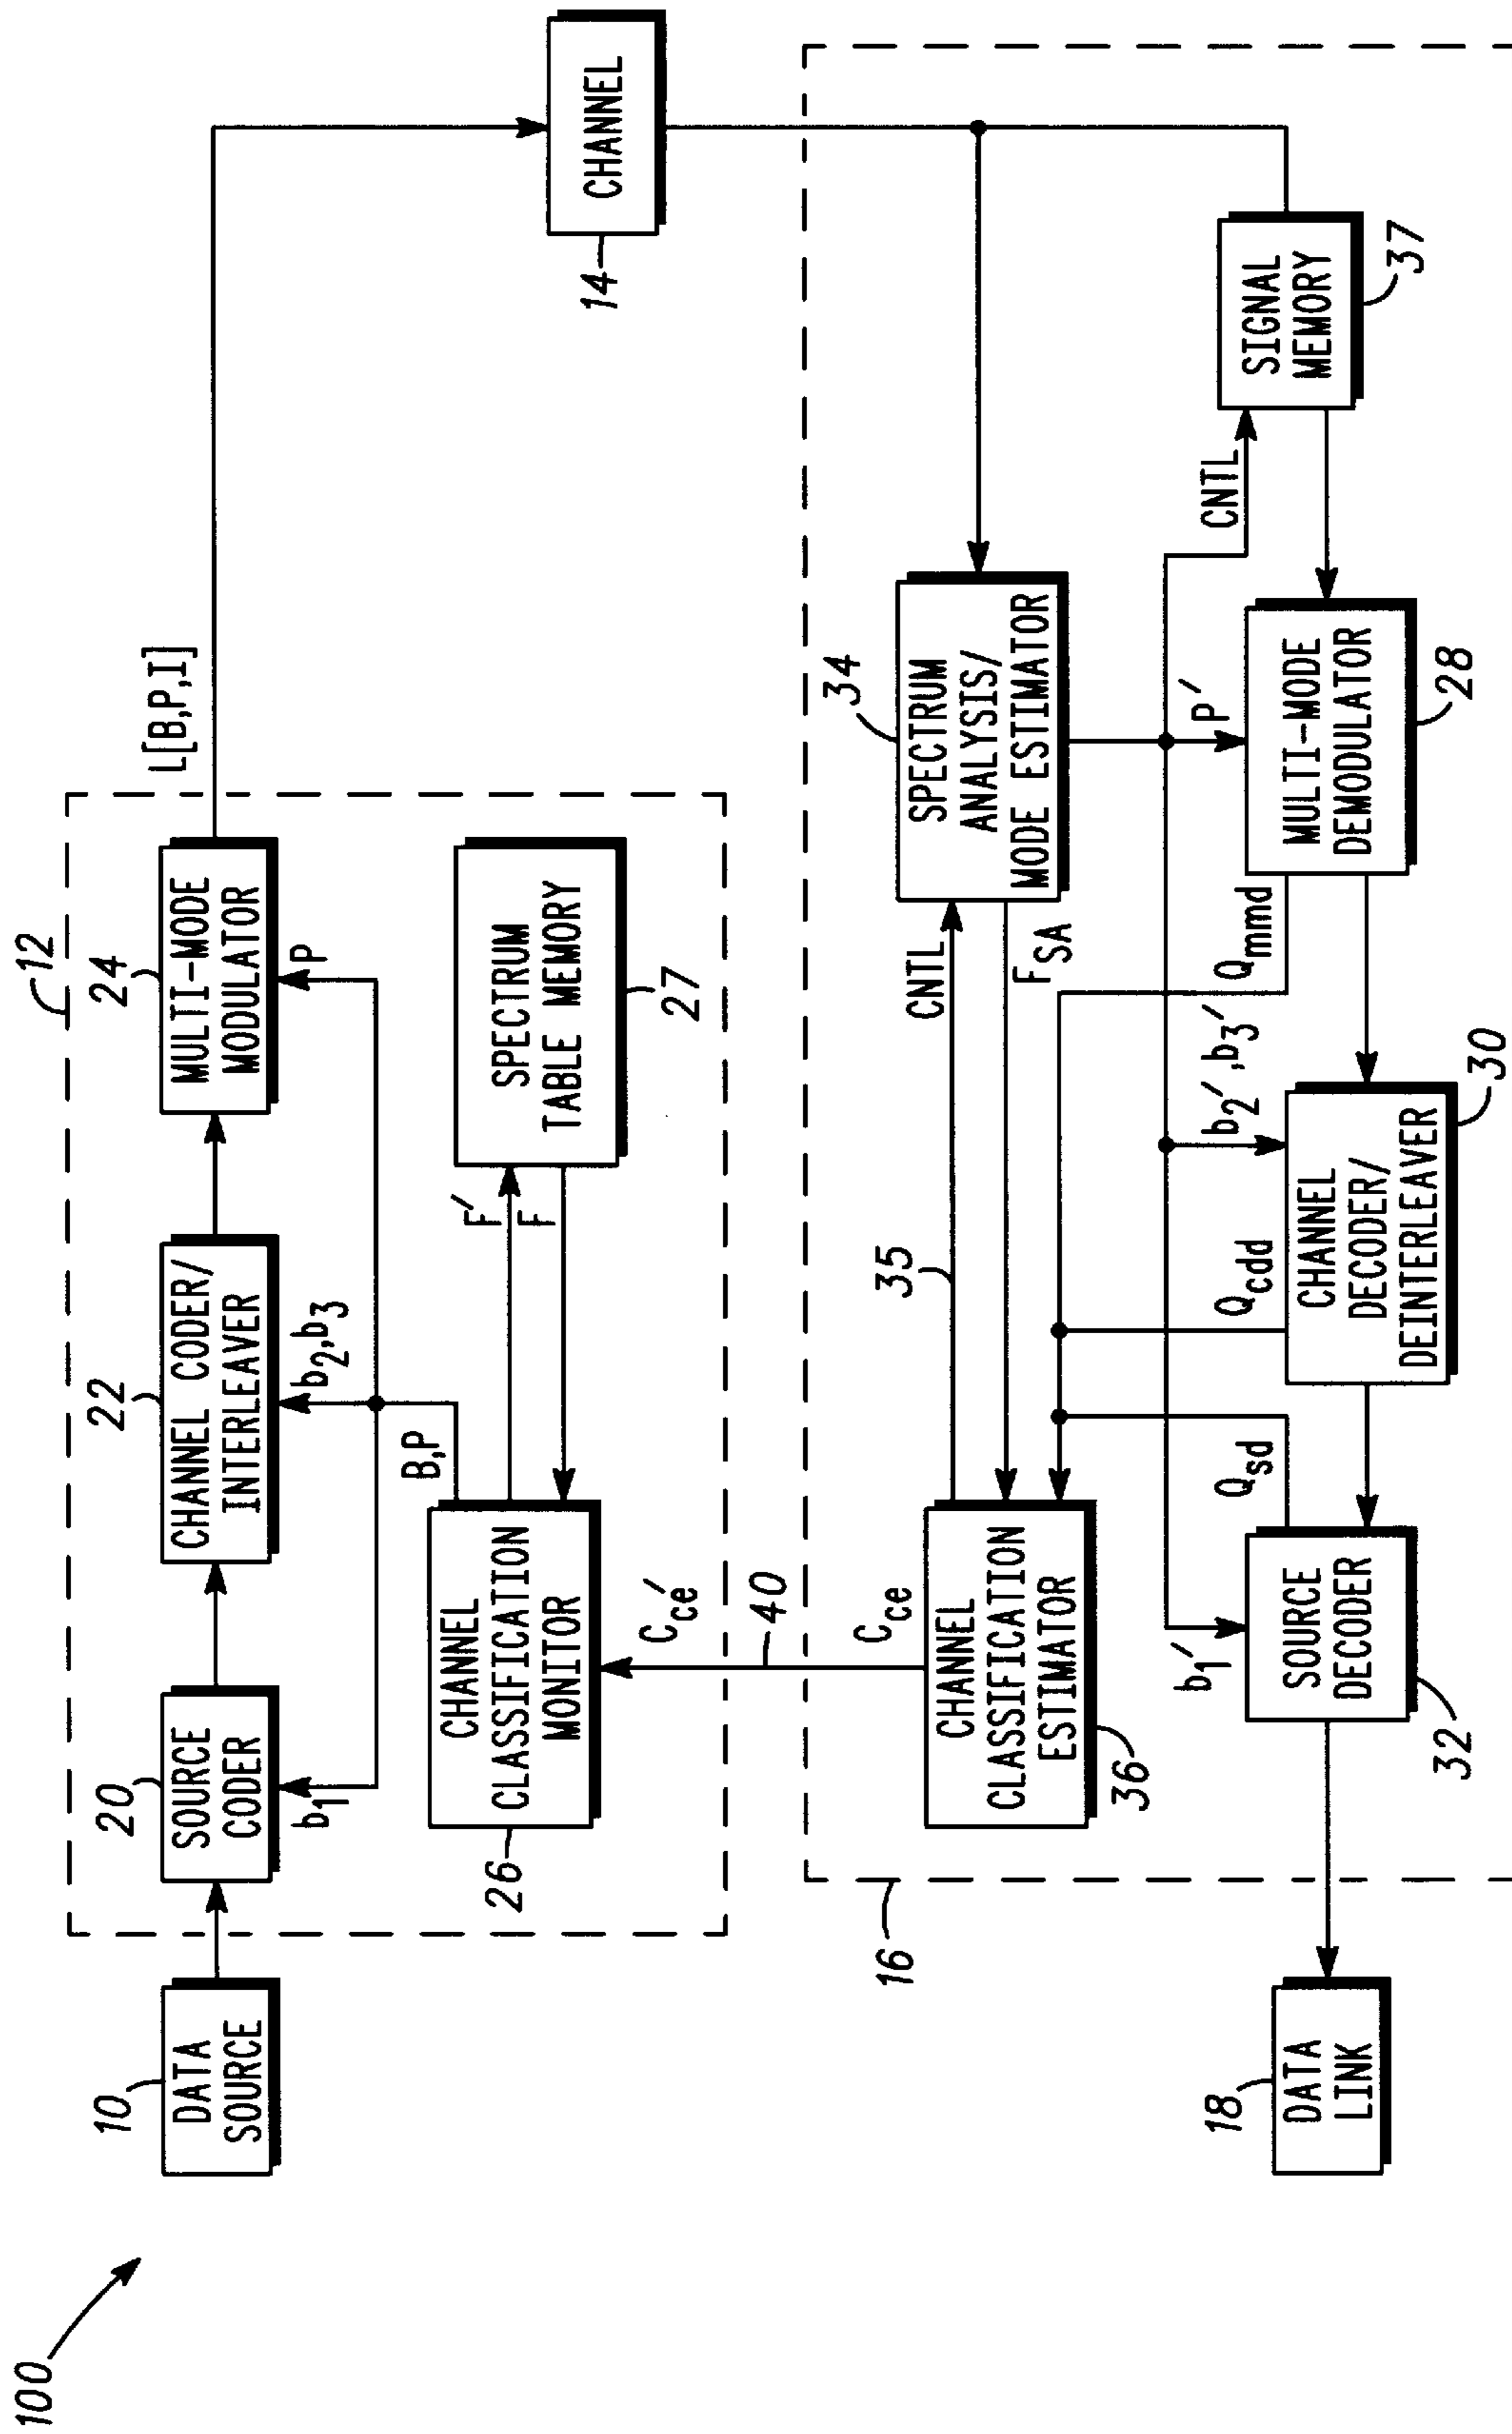 100
10
DATA
SOURCE
12
20
SOURCE
CODER
b1
22
CHANNEL CODER/
INTERLEAVER
b2,b3
24
MULTI-MODE
MODULATOR
P
L[B,P,I]
B,P
26
CHANNEL
CLASSIFICATION
MONITOR
F'
F
SPECTRUM
TABLE MEMORY
27
14
CHANNEL
C'ce
40
Cce
16
CHANNEL
CLASSIFICATION
ESTIMATOR
36
35
CNTL
FSA
34
SPECTRUM
ANALYSIS/
MODE ESTIMATOR
CNTL
SIGNAL
MEMORY
37
P'
MULTI-MODE
DEMODULATOR
28
Qmmd
b2',b3'
CHANNEL
DECODER/
DEINTERLEAVER
30
Qcdd
Qsd
b1'
SOURCE
DECODER
32
18
DATA
LINK